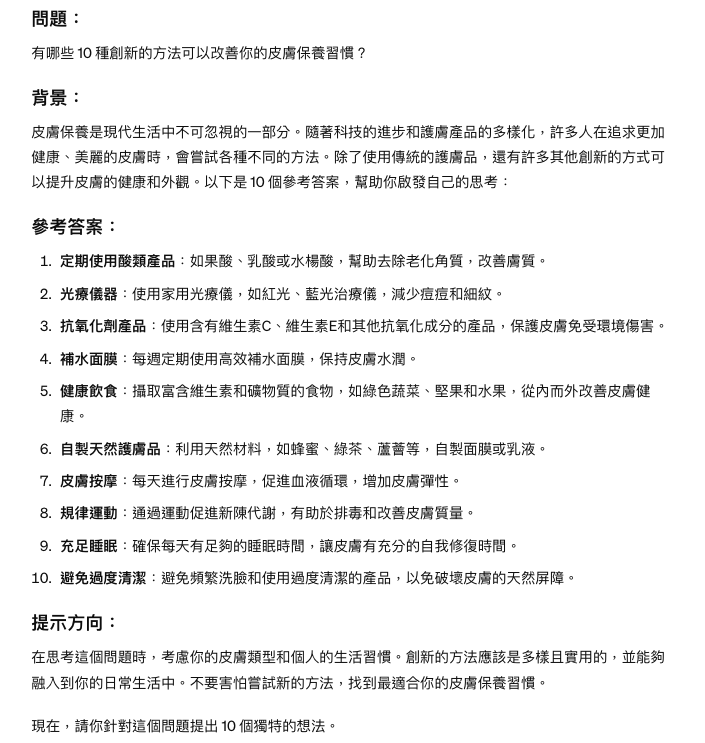 問題：
有哪些 10 種創新的方法可以改善你的皮膚保養習慣？
背景：
皮膚保養是現代生活中不可忽視的一部分。隨著科技的進步和護膚產品的多樣化，許多人在追求更加
健康、美麗的皮膚時，會嘗試各種不同的方法。除了使用傳統的護膚品，還有許多其他創新的方式可
以提升皮膚的健康和外觀。以下是 10 個參考答案，幫助你啟發自己的思考：
參考答案：
1. 定期使用酸類產品：如果酸、乳酸或水楊酸，幫助去除老化角質，改善膚質。
2. 光療儀器：使用家用光療儀，如紅光、藍光治療儀，減少痘痘和細紋。
3. 抗氧化劑產品：使用含有維生素C、維生素E和其他抗氧化成分的產品，保護皮膚免受環境傷害。
4. 補水面膜：每週定期使用高效補水面膜，保持皮膚水潤。
5. 健康飲食：攝取富含維生素和礦物質的食物，如綠色蔬菜、堅果和水果，從內而外改善皮膚健
康。
6. 自製天然護膚品：利用天然材料，如蜂蜜、綠茶、蘆薈等，自製面膜或乳液。
7. 皮膚按摩：每天進行皮膚按摩，促進血液循環，增加皮膚彈性。
8. 規律運動：通過運動促進新陳代謝，有助於排毒和改善皮膚質量。
9. 充足睡眠：確保每天有足夠的睡眠時間，讓皮膚有充分的自我修復時間。
10. 避免過度清潔：避免頻繁洗臉和使用過度清潔的產品，以免破壞皮膚的天然屏障。
提示方向：
在思考這個問題時，考慮你的皮膚類型和個人的生活習慣。創新的方法應該是多樣且實用的，並能夠
融入到你的日常生活中。不要害怕嘗試新的方法，找到最適合你的皮膚保養習慣。
現在，請你針對這個問題提出 10 個獨特的想法。